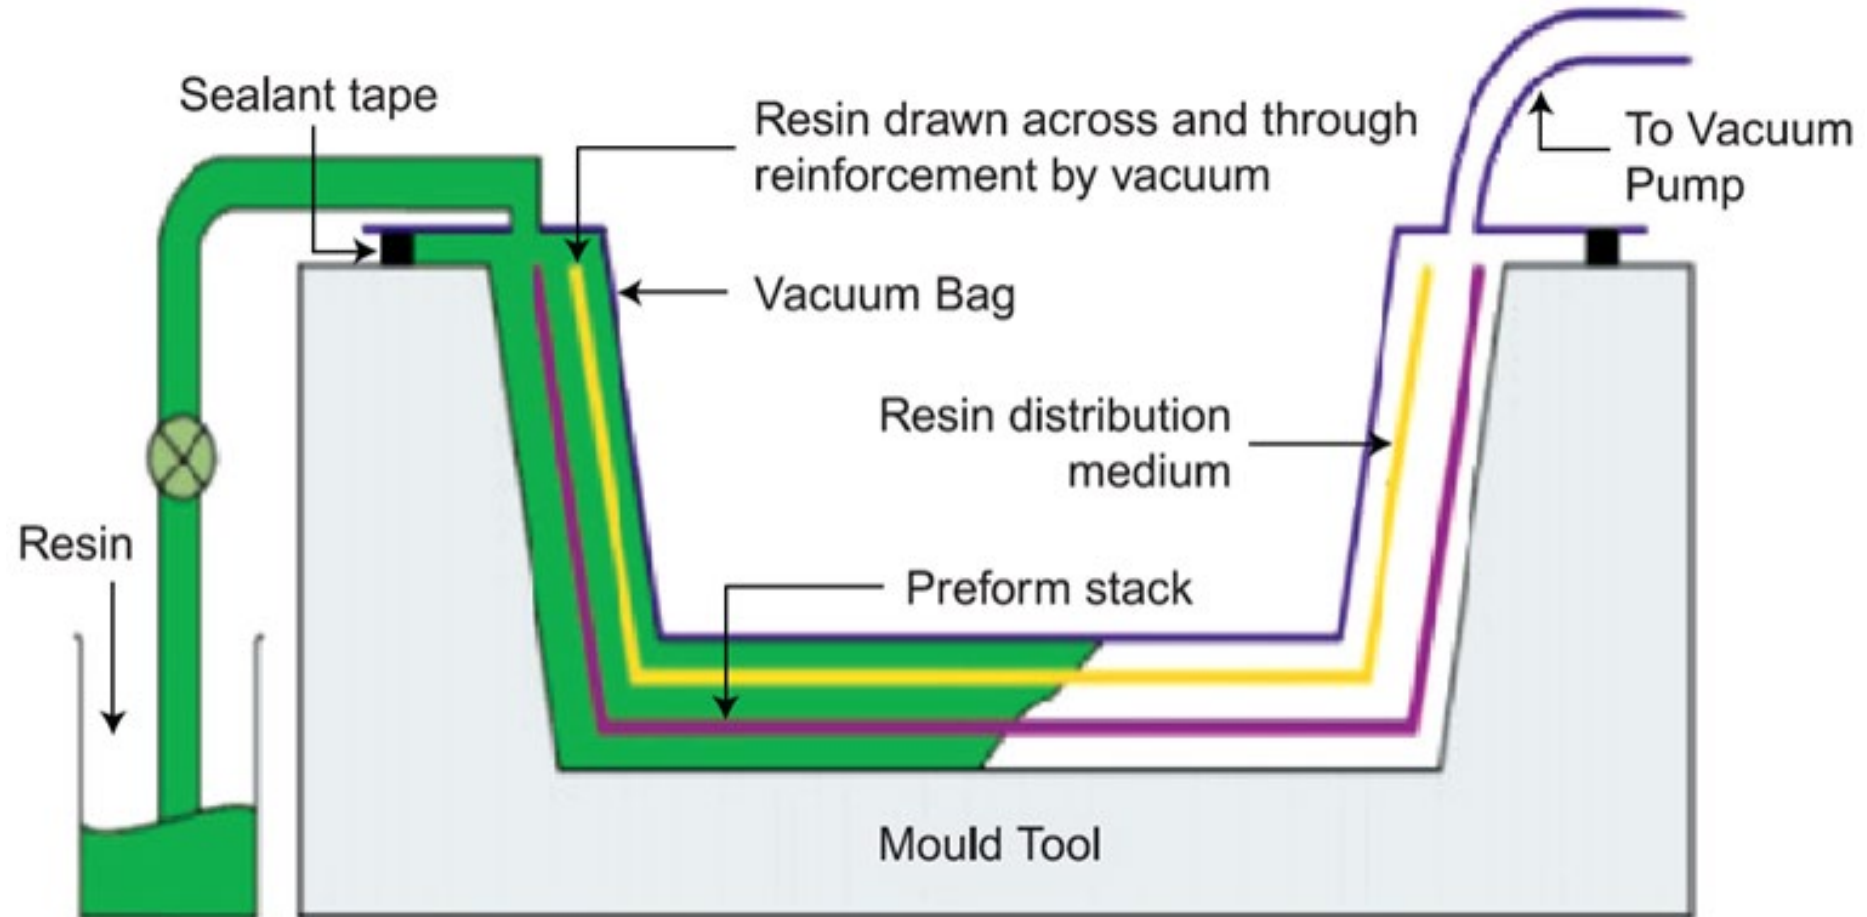 Sealant tape
Resin drawn across and through
reinforcement by vacuum
To Vacuum
Pump
Vacuum Bag
Resin distribution
medium
Resin
Preform stack
Mould Tool